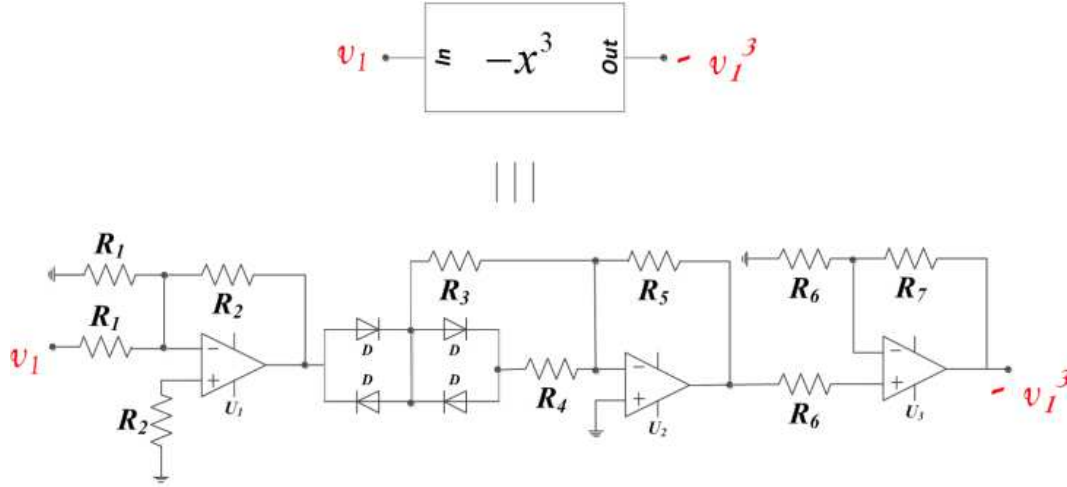 v₁ In −x³ Out − v₁³
R₁
R₂
R₃
R₅
R₆
R₇
R₁
v₁
D D
D D
R₄
− +
U₁
− +
U₂
− +
U₃
R₂
R₆
− v₁³